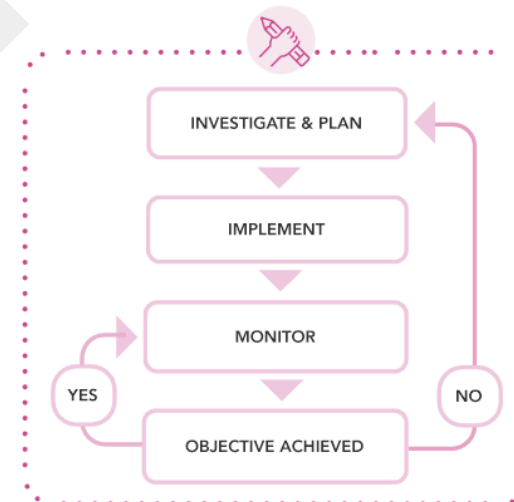 INVESTIGATE & PLAN
IMPLEMENT
MONITOR
YES
NO
OBJECTIVE ACHIEVED